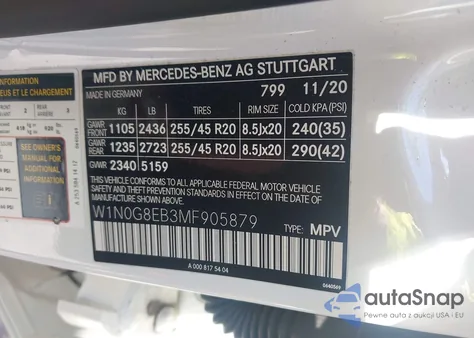 INFORMATION
EUS ET LE CHARGEMENT
SEE OWNER'S
MANUAL FOR
ADDITIONAL
INFORMATION
MFD BY MERCEDES-BENZ AG STUTTGART
MADE IN GERMANY 799 11/20
KG LB TIRES RIM SIZE COLD KPA(PSI)
GAWR FRONT 1105 2436 255/45 R20 8.5Jx20 240(35)
GAWR REAR 1235 2723 255/45 R20 8.5Jx20 290(42)
GVWR 2340 5159
THIS VEHICLE CONFORMS TO ALL APPLICABLE U.S. FEDERAL MOTOR
VEHICLE SAFETY AND THEFT PREVENTION STANDARDS IN EFFECT ON THE DATE OF
MANUFACTURE SHOWN ABOVE.
W1N0G8EB3MF905879
TYPE: MPV
A 000 817 54 04
autoSnap
Pewne auto używane z USA i EU